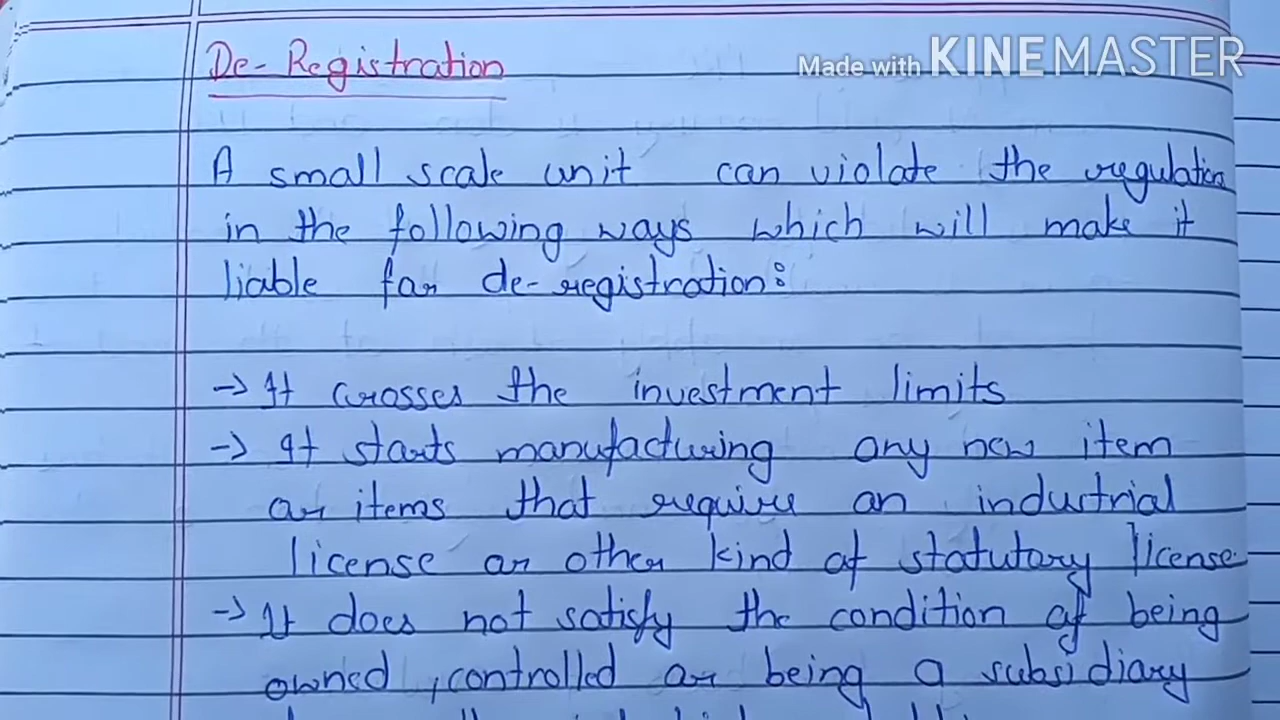 De-Registration
Made with KINEMASTER
A small scale unit can violate the regulation
in the following ways which will make it
liable for de-registration:
-> It crosses the investment limits
-> It starts manufacturing any new item
or items that require an industrial
license or other kind of statutory license.
-> It does not satisfy the condition of being
owned, controlled or being a subsidiary